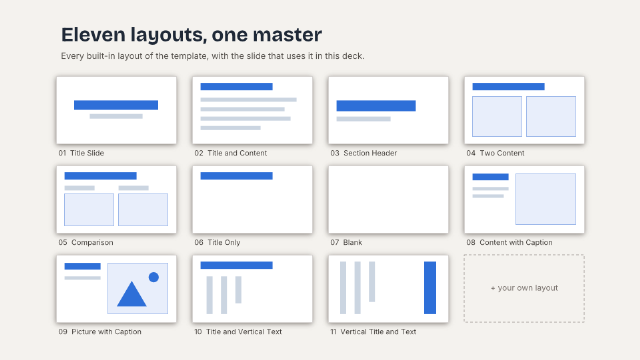 Eleven layouts, one master
Every built-in layout of the template, with the slide that uses it in this deck.
01 Title Slide
02 Title and Content
03 Section Header
04 Two Content
05 Comparison
06 Title Only
07 Blank
08 Content with Caption
09 Picture with Caption
10 Title and Vertical Text
11 Vertical Title and Text
+ your own layout